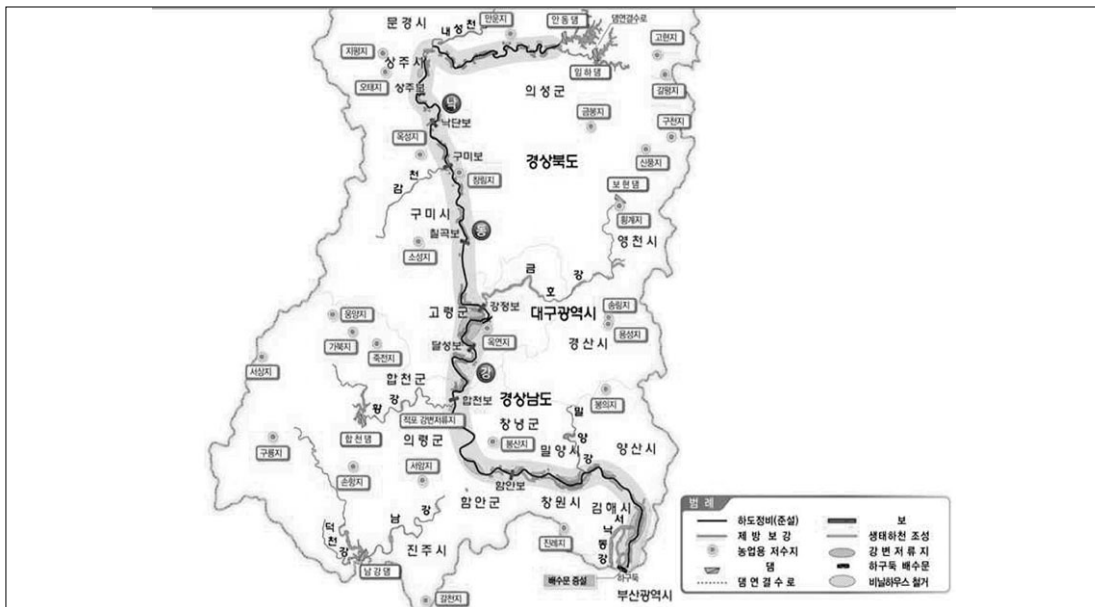 문경시
내성천
만운지
안동댐
댐연결수로
고현지
지평지
상주시
오태지
임하댐
갈평지
상주보
의성군
낙
금봉지
구천지
낙단보
옥성지
신풍지
구미보
경상북도
감천
장림지
보현댐
구미시
횡계지
동
칠곡보
영천시
소성지
금호강
고령군
강정보
송림지
대구광역시
웅양지
가북지
옥연지
용성지
경산시
죽전지
달성보
서상지
합천군
강
경상남도
황강
합천보
봉의지
밀양강
적포 강변저류지
창녕군
합천댐
의령군
봉산지
밀양시
양산시
구룡지
서암지
손항지
함안보
함안군
창원시
김해시
남강
덕천강
서낙동강
진주시
진례지
남강댐
배수문 증설
하구둑
갈전지
부산광역시
범례
하도정비(준설)
보
제방 보강
생태하천 조성
농업용 저수지
강변저류지
댐
하구둑 배수문
댐연결수로
비닐하우스 철거